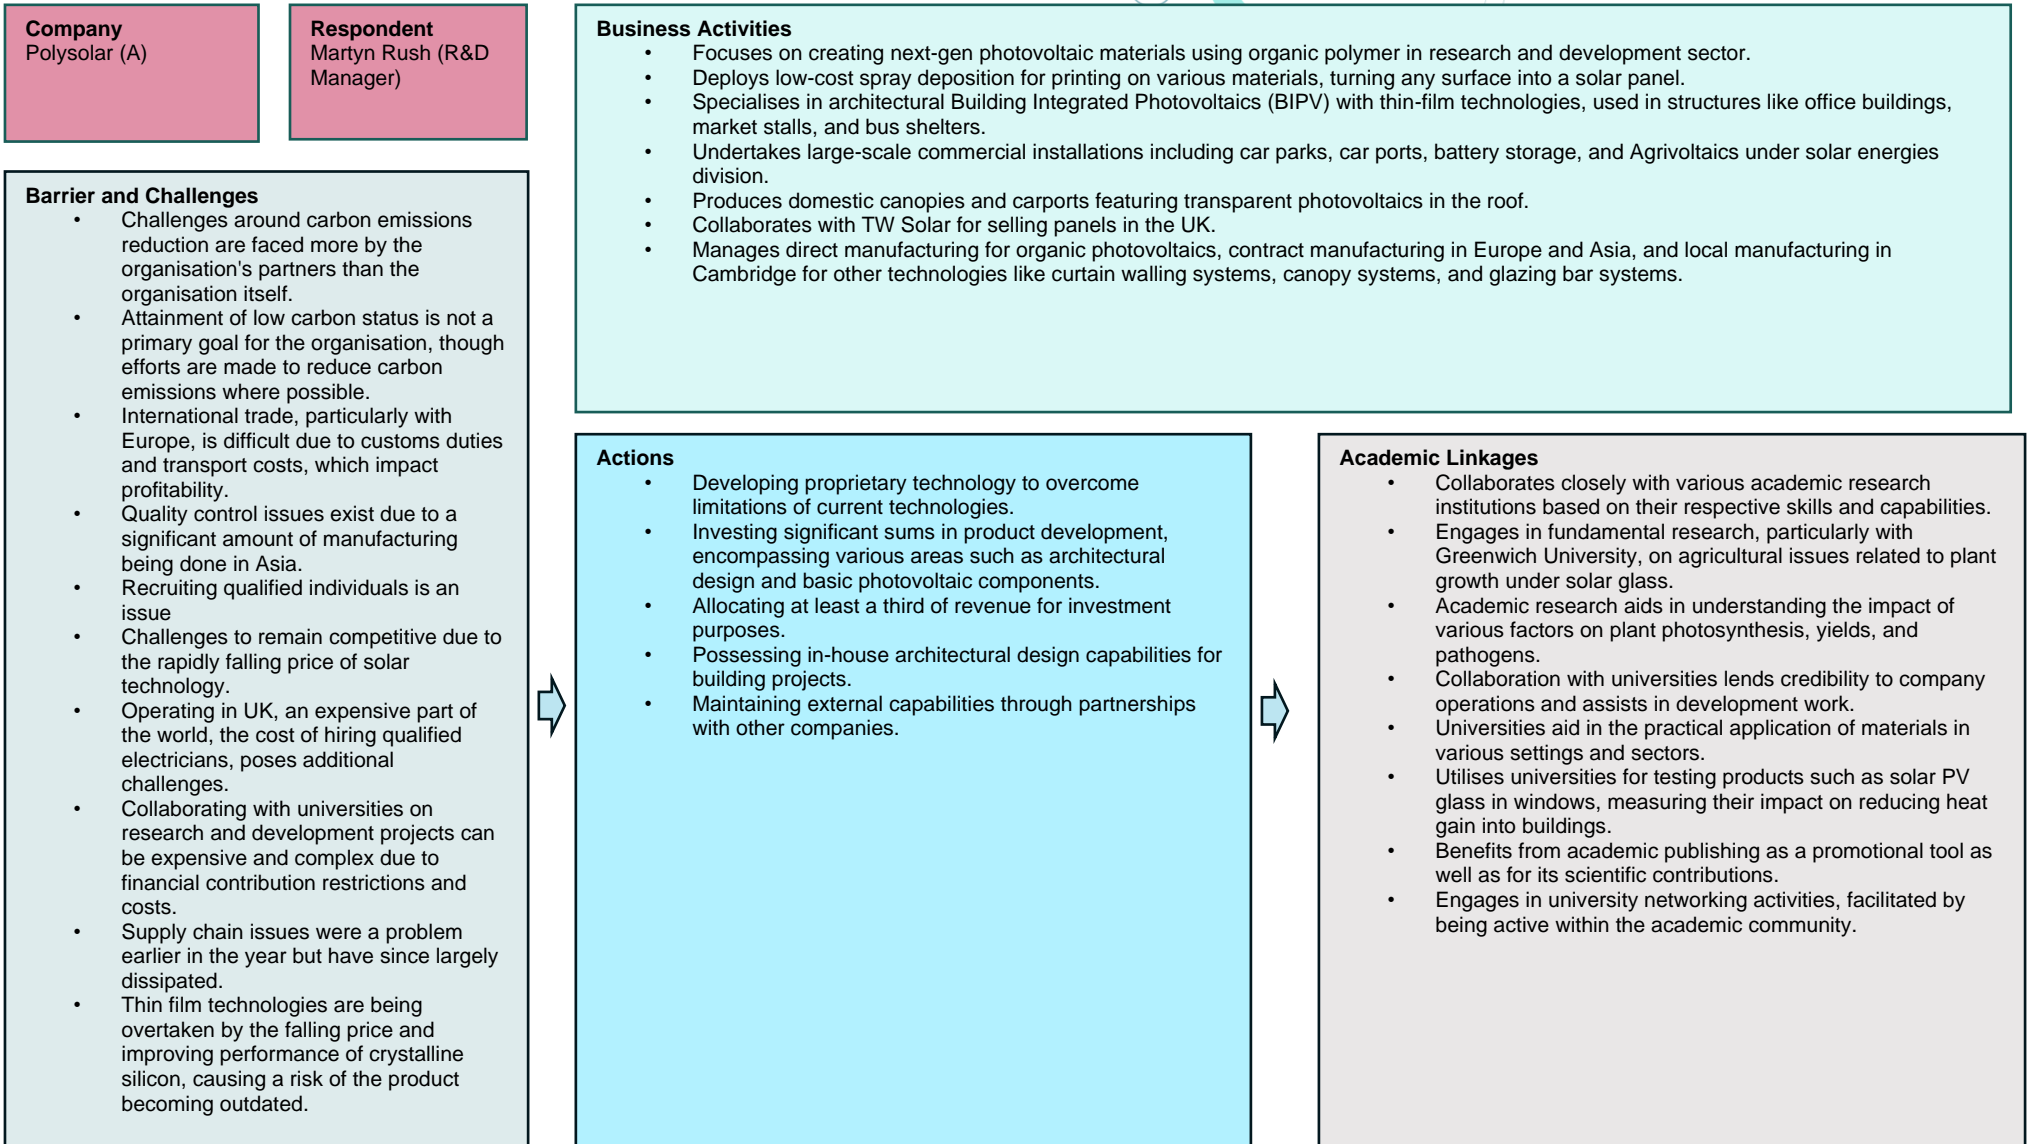 Company
Polysolar (A)
Respondent
Martyn Rush (R&D
Manager)
Business Activities
• Focuses on creating next-gen photovoltaic materials using organic polymer in research and development sector.
• Deploys low-cost spray deposition for printing on various materials, turning any surface into a solar panel.
• Specialises in architectural Building Integrated Photovoltaics (BIPV) with thin-film technologies, used in structures like office buildings,
market stalls, and bus shelters.
• Undertakes large-scale commercial installations including car parks, car ports, battery storage, and Agrivoltaics under solar energies
division.
• Produces domestic canopies and carports featuring transparent photovoltaics in the roof.
• Collaborates with TW Solar for selling panels in the UK.
• Manages direct manufacturing for organic photovoltaics, contract manufacturing in Europe and Asia, and local manufacturing in
Cambridge for other technologies like curtain walling systems, canopy systems, and glazing bar systems.
Barrier and Challenges
• Challenges around carbon emissions
reduction are faced more by the
organisation's partners than the
organisation itself.
• Attainment of low carbon status is not a
primary goal for the organisation, though
efforts are made to reduce carbon
emissions where possible.
• International trade, particularly with
Europe, is difficult due to customs duties
and transport costs, which impact
profitability.
• Quality control issues exist due to a
significant amount of manufacturing
being done in Asia.
• Recruiting qualified individuals is an
issue
• Challenges to remain competitive due to
the rapidly falling price of solar
technology.
• Operating in UK, an expensive part of
the world, the cost of hiring qualified
electricians, poses additional
challenges.
• Collaborating with universities on
research and development projects can
be expensive and complex due to
financial contribution restrictions and
costs.
• Supply chain issues were a problem
earlier in the year but have since largely
dissipated.
• Thin film technologies are being
overtaken by the falling price and
improving performance of crystalline
silicon, causing a risk of the product
becoming outdated.
Actions
• Developing proprietary technology to overcome
limitations of current technologies.
• Investing significant sums in product development,
encompassing various areas such as architectural
design and basic photovoltaic components.
• Allocating at least a third of revenue for investment
purposes.
• Possessing in-house architectural design capabilities for
building projects.
• Maintaining external capabilities through partnerships
with other companies.
Academic Linkages
• Collaborates closely with various academic research
institutions based on their respective skills and capabilities.
• Engages in fundamental research, particularly with
Greenwich University, on agricultural issues related to plant
growth under solar glass.
• Academic research aids in understanding the impact of
various factors on plant photosynthesis, yields, and
pathogens.
• Collaboration with universities lends credibility to company
operations and assists in development work.
• Universities aid in the practical application of materials in
various settings and sectors.
• Utilises universities for testing products such as solar PV
glass in windows, measuring their impact on reducing heat
gain into buildings.
• Benefits from academic publishing as a promotional tool as
well as for its scientific contributions.
• Engages in university networking activities, facilitated by
being active within the academic community.